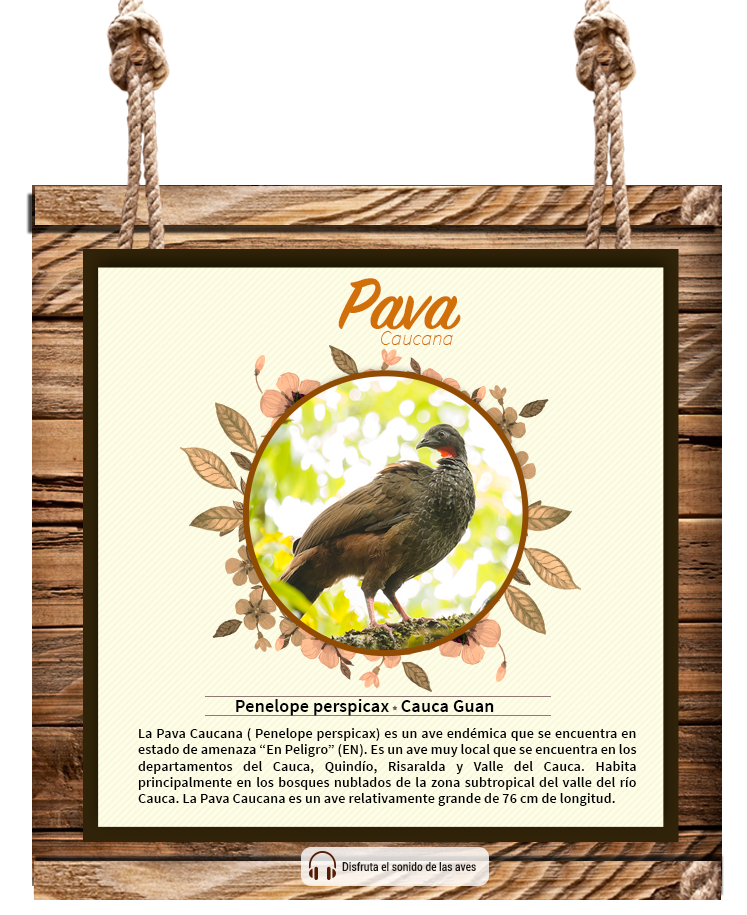 Pava
Caucana
Penelope perspicax * Cauca Guan
La Pava Caucana ( Penelope perspicax) es un ave endémica que se encuentra en
estado de amenaza “En Peligro” (EN). Es un ave muy local que se encuentra en los
departamentos del Cauca, Quindío, Risaralda y Valle del Cauca. Habita
principalmente en los bosques nublados de la zona subtropical del valle del río
Cauca. La Pava Caucana es un ave relativamente grande de 76 cm de longitud.
Disfruta el sonido de las aves